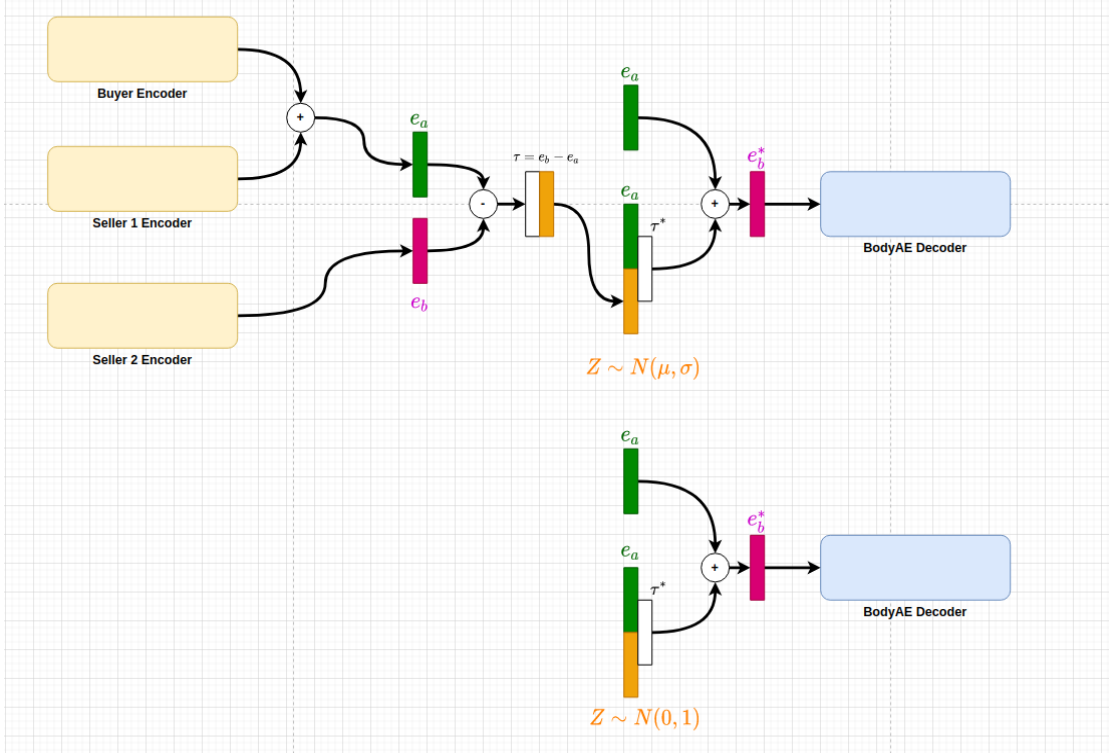 Buyer Encoder
+
Seller 1 Encoder
Seller 2 Encoder
e_a
e_b
-
τ = e_b − e_a
e_a
e_a
τ*
Z ∼ N(μ, σ)
+
e_b*
BodyAE Decoder
e_a
e_a
τ*
Z ∼ N(0, 1)
+
e_b*
BodyAE Decoder